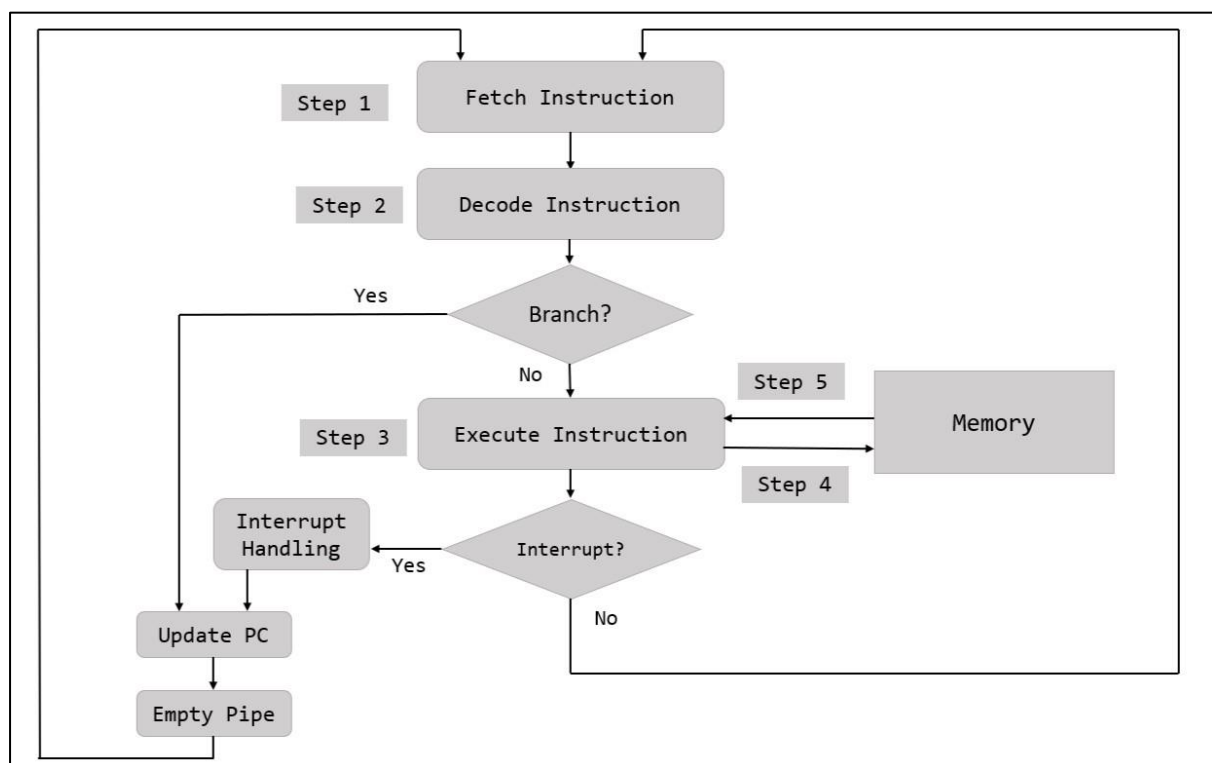 Step 1
Fetch Instruction
Step 2
Decode Instruction
Yes
Branch?
No
Step 5
Step 3
Execute Instruction
Memory
Step 4
Interrupt
Handling
Yes
Interrupt?
No
Update PC
Empty Pipe